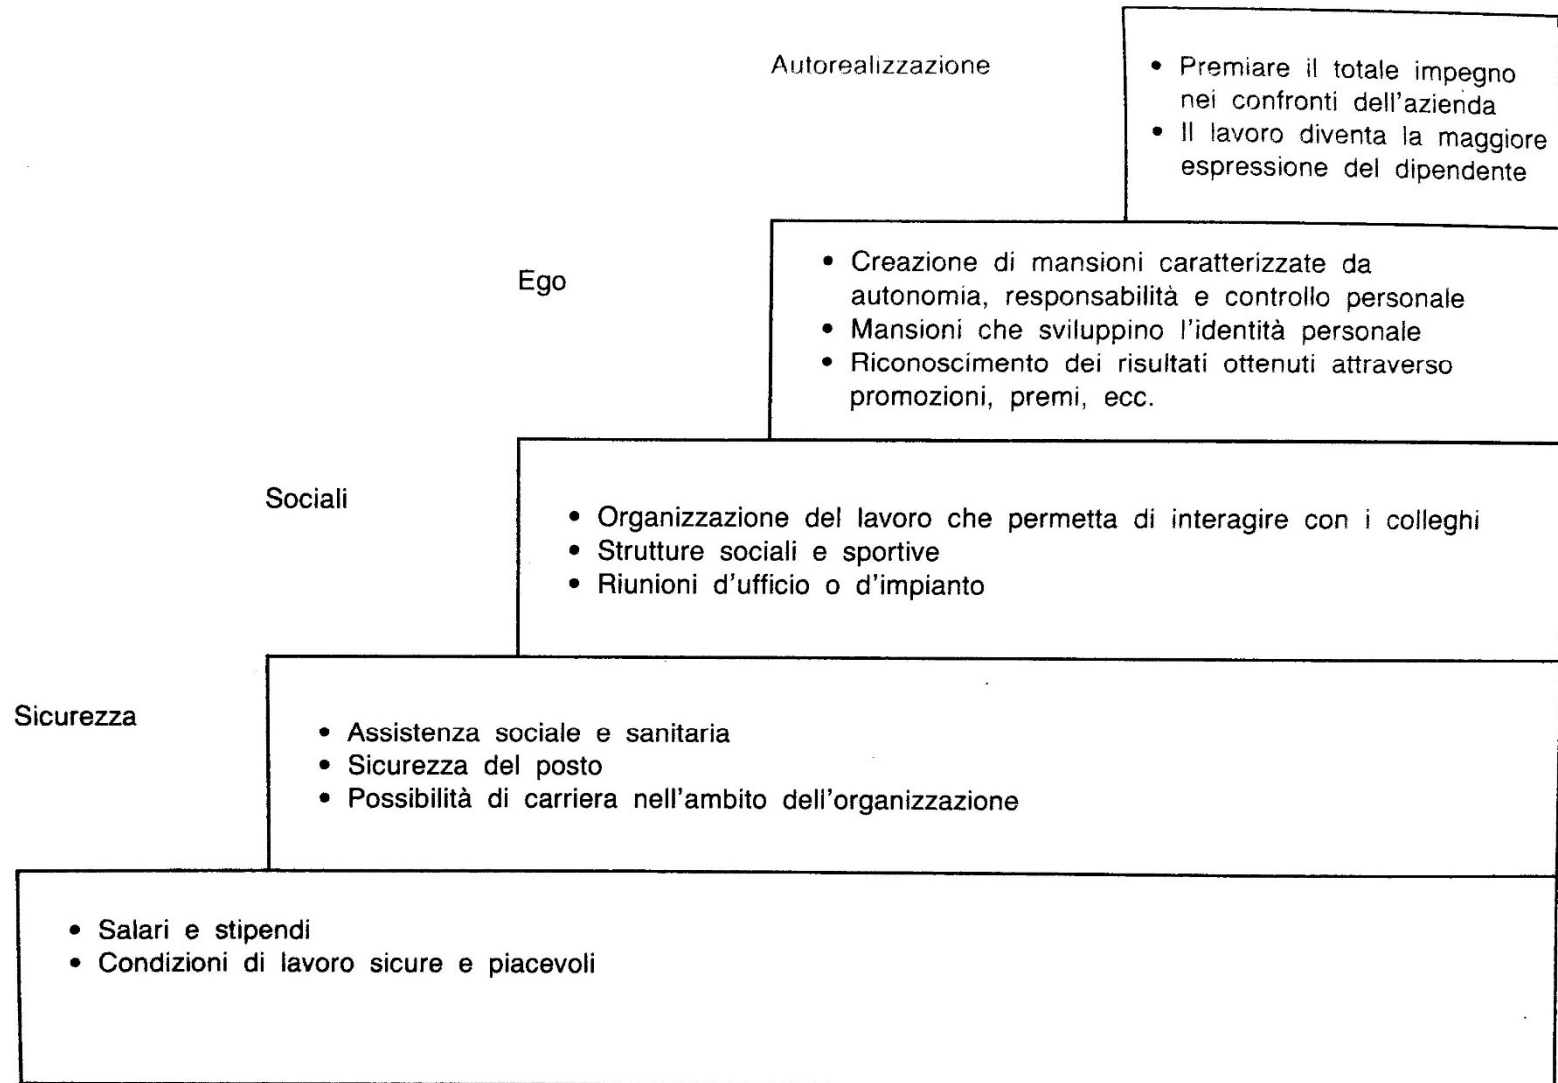 Autorealizzazione
• Premiare il totale impegno
nei confronti dell'azienda
• Il lavoro diventa la maggiore
espressione del dipendente
Ego
• Creazione di mansioni caratterizzate da
autonomia, responsabilità e controllo personale
• Mansioni che sviluppino l'identità personale
• Riconoscimento dei risultati ottenuti attraverso
promozioni, premi, ecc.
Sociali
• Organizzazione del lavoro che permetta di interagire con i colleghi
• Strutture sociali e sportive
• Riunioni d'ufficio o d'impianto
Sicurezza
• Assistenza sociale e sanitaria
• Sicurezza del posto
• Possibilità di carriera nell'ambito dell'organizzazione
• Salari e stipendi
• Condizioni di lavoro sicure e piacevoli